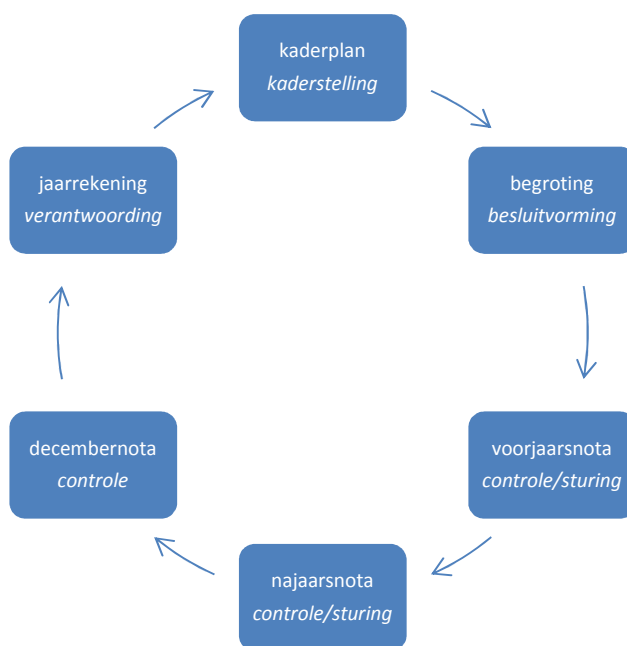 kaderplan
kaderstelling
begroting
besluitvorming
voorjaarsnota
controle/sturing
najaarsnota
controle/sturing
decembernota
controle
jaarrekening
verantwoording